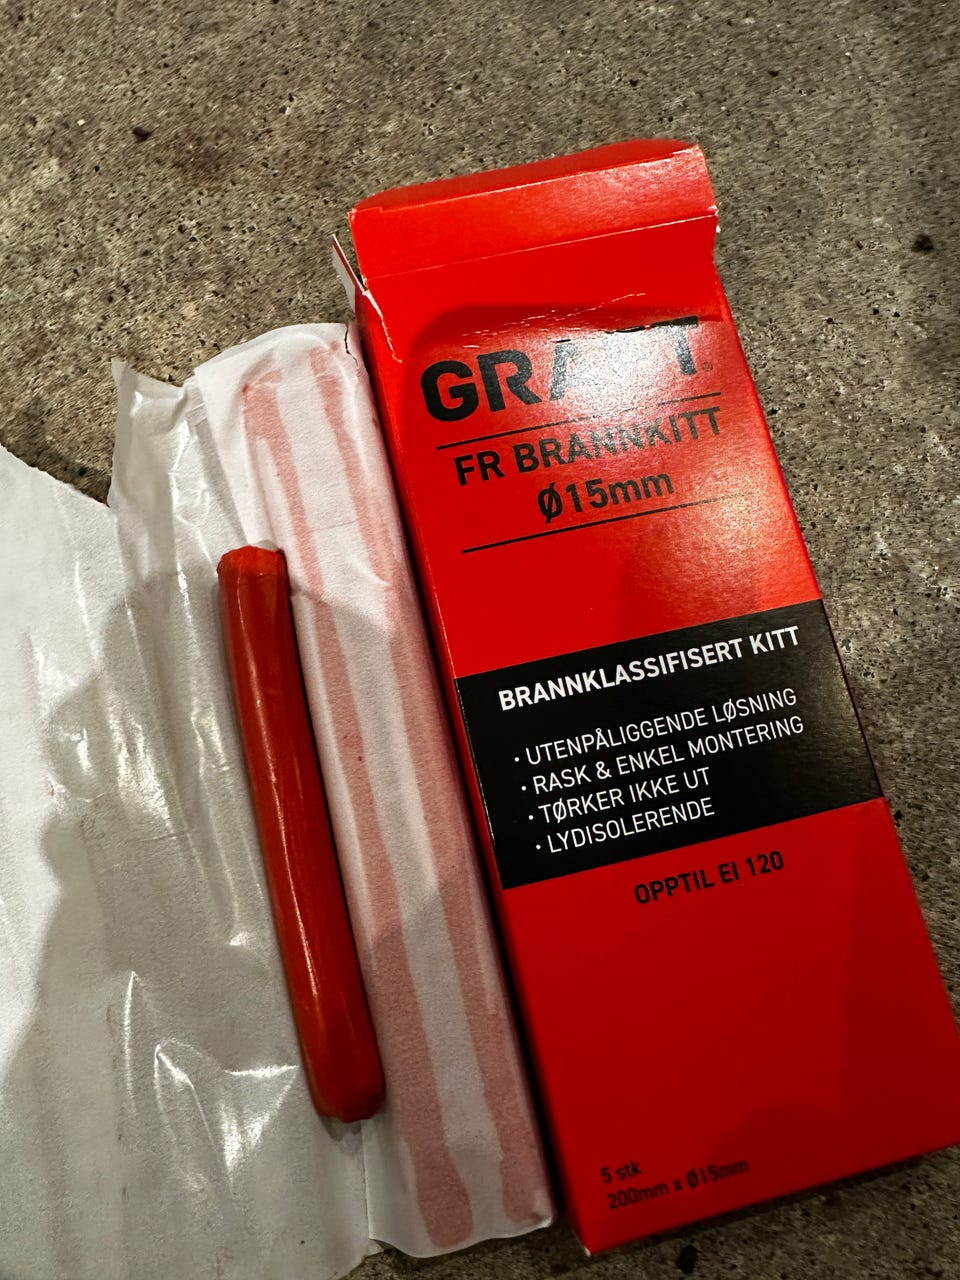 GRAFT
FR BRANNKITT
Ø15mm
BRANNKLASSIFISERT KITT
· UTENPÅLIGGENDE LØSNING
· RASK & ENKEL MONTERING
· TØRKER IKKE UT
· LYDISOLERENDE
OPPTIL EI 120
5 stk
200mm x Ø15mm